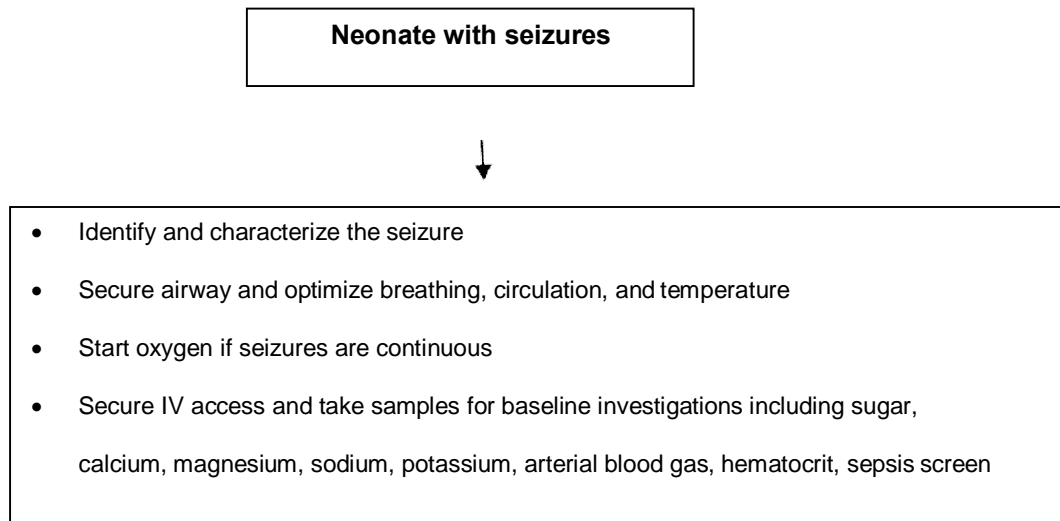 Neonate with seizures
• Identify and characterize the seizure
• Secure airway and optimize breathing, circulation, and temperature
• Start oxygen if seizures are continuous
• Secure IV access and take samples for baseline investigations including sugar,
calcium, magnesium, sodium, potassium, arterial blood gas, hematocrit, sepsis screen